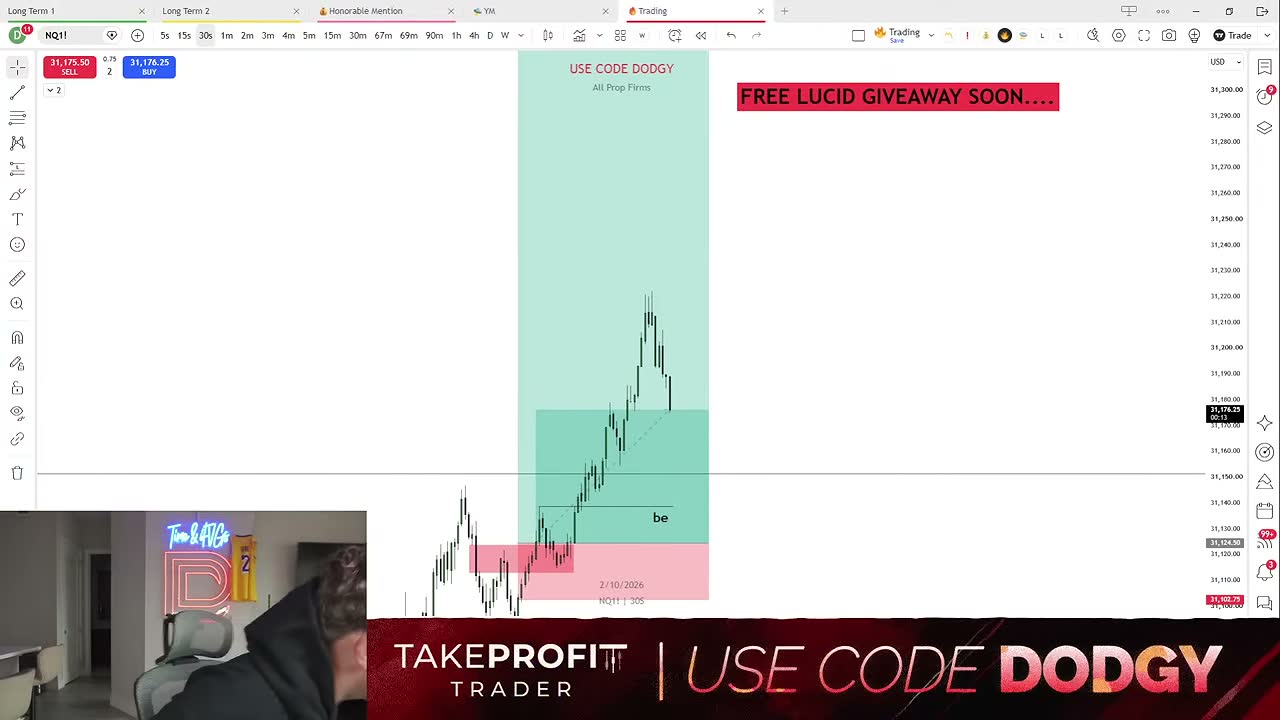 Long Term 1
Long Term 2
Honorable Mention
YM
Trading
D
11
NQ1!
5s
30s
1m
2m
3m
4m
5m
15m
30m
67m
69m
90m
1h
4h
D
W
W
Trading
Save
L
L
Trade
31,175.50
SELL
0.75
2
31,176.25
BUY
2
USE CODE DODGY
All Prop Firms
FREE LUCID GIVEAWAY SOON....
USD
31,300.00
31,290.00
31,280.00
31,270.00
31,260.00
31,250.00
31,240.00
31,230.00
31,220.00
31,210.00
31,200.00
31,190.00
31,180.00
31,176.25
00:13
31,170.00
31,160.00
31,150.00
31,140.00
31,130.00
31,124.50
31,120.00
31,110.00
31,102.75
31,100.00
9
99+
3
be
2/10/2026
NQ1! | 30S
TAKEPROFIT
TRADER
USE CODE DODGY